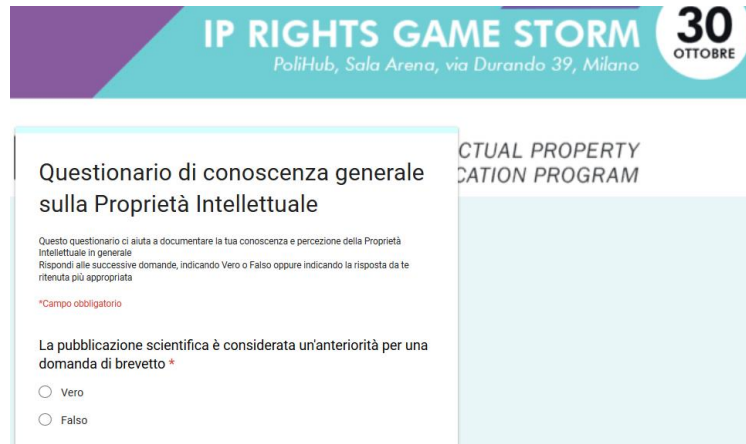 IP RIGHTS GAME STORM
PoliHub, Sala Arena, via Durando 39, Milano
30
OTTOBRE
CTUAL PROPERTY
CATION PROGRAM
Questionario di conoscenza generale
sulla Proprietà Intellettuale
Questo questionario ci aiuta a documentare la tua conoscenza e percezione della Proprietà
Intellettuale in generale
Rispondi alle successive domande, indicando Vero o Falso oppure indicando la risposta da te
ritenuta più appropriata
*Campo obbligatorio
La pubblicazione scientifica è considerata un'anteriorità per una
domanda di brevetto *
Vero
Falso